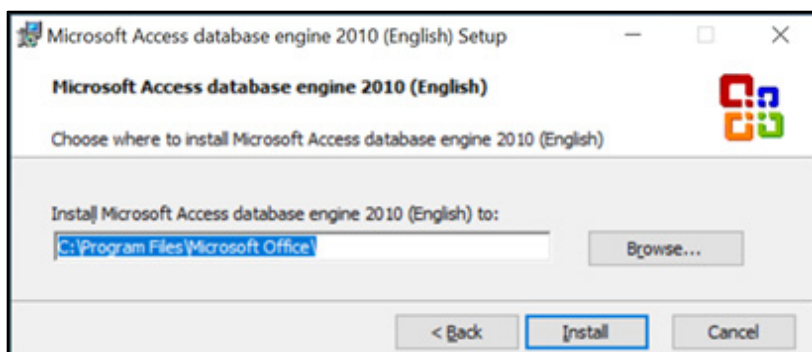 Microsoft Access database engine 2010 (English) Setup
Microsoft Access database engine 2010 (English)
Choose where to install Microsoft Access database engine 2010 (English)
Install Microsoft Access database engine 2010 (English) to:
C:\Program Files\Microsoft Office\
Browse...
< Back
Install
Cancel